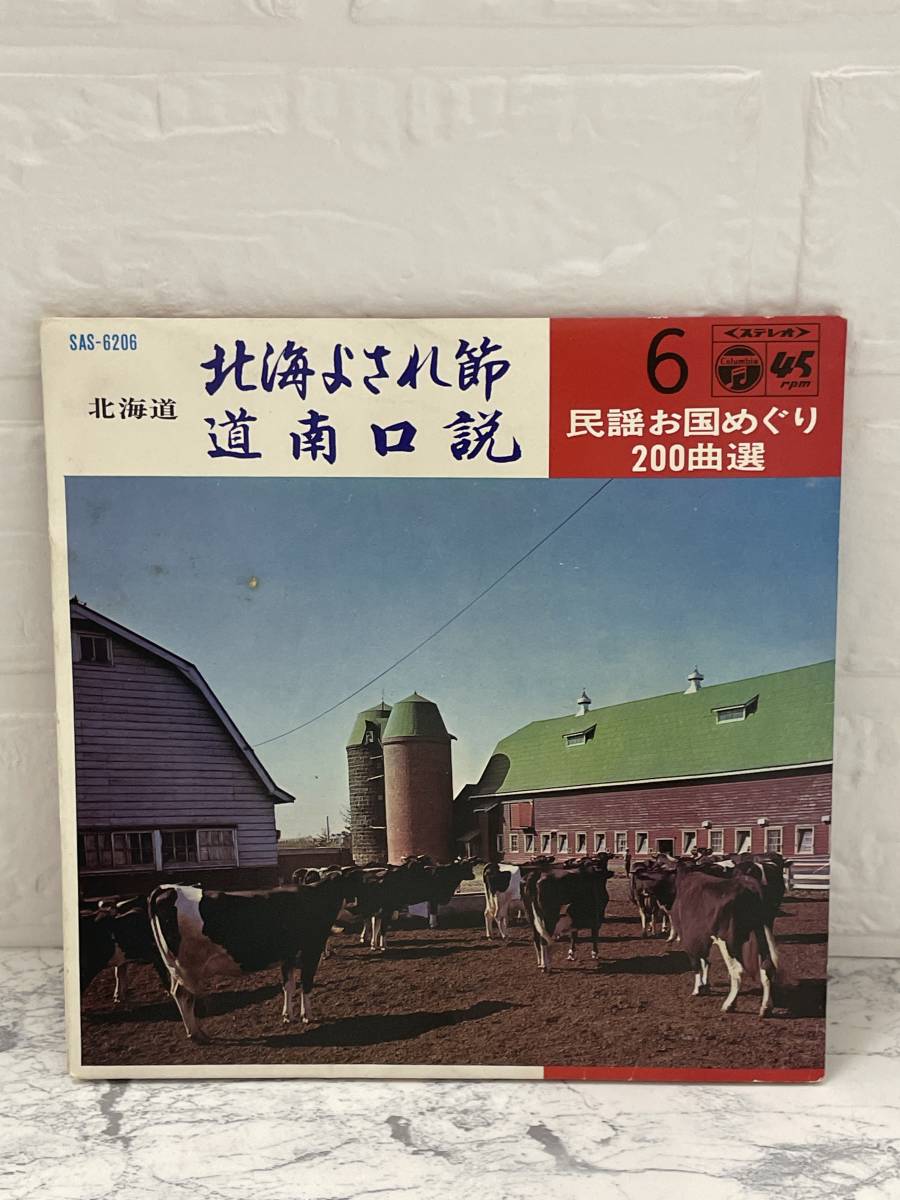 SAS-6206
北海道
北海よされ節
道南口説
6
<ステレオ>
Columbia
45
rpm
民謡お国めぐり
200曲選